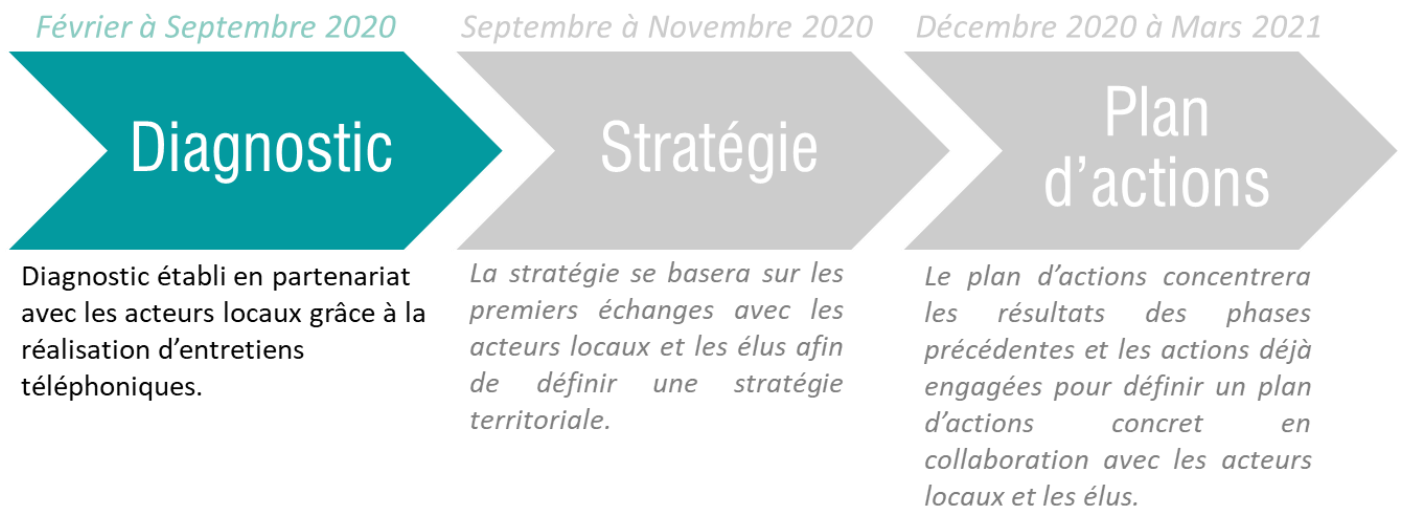 Février à Septembre 2020
Diagnostic
Diagnostic établi en partenariat
avec les acteurs locaux grâce à la
réalisation d’entretiens
téléphoniques.
Septembre à Novembre 2020
Stratégie
La stratégie se basera sur les
premiers échanges avec les
acteurs locaux et les élus afin
de définir une stratégie
territoriale.
Décembre 2020 à Mars 2021
Plan
d’actions
Le plan d’actions concentrera
les résultats des phases
précédentes et les actions déjà
engagées pour définir un plan
d’actions concret en
collaboration avec les acteurs
locaux et les élus.